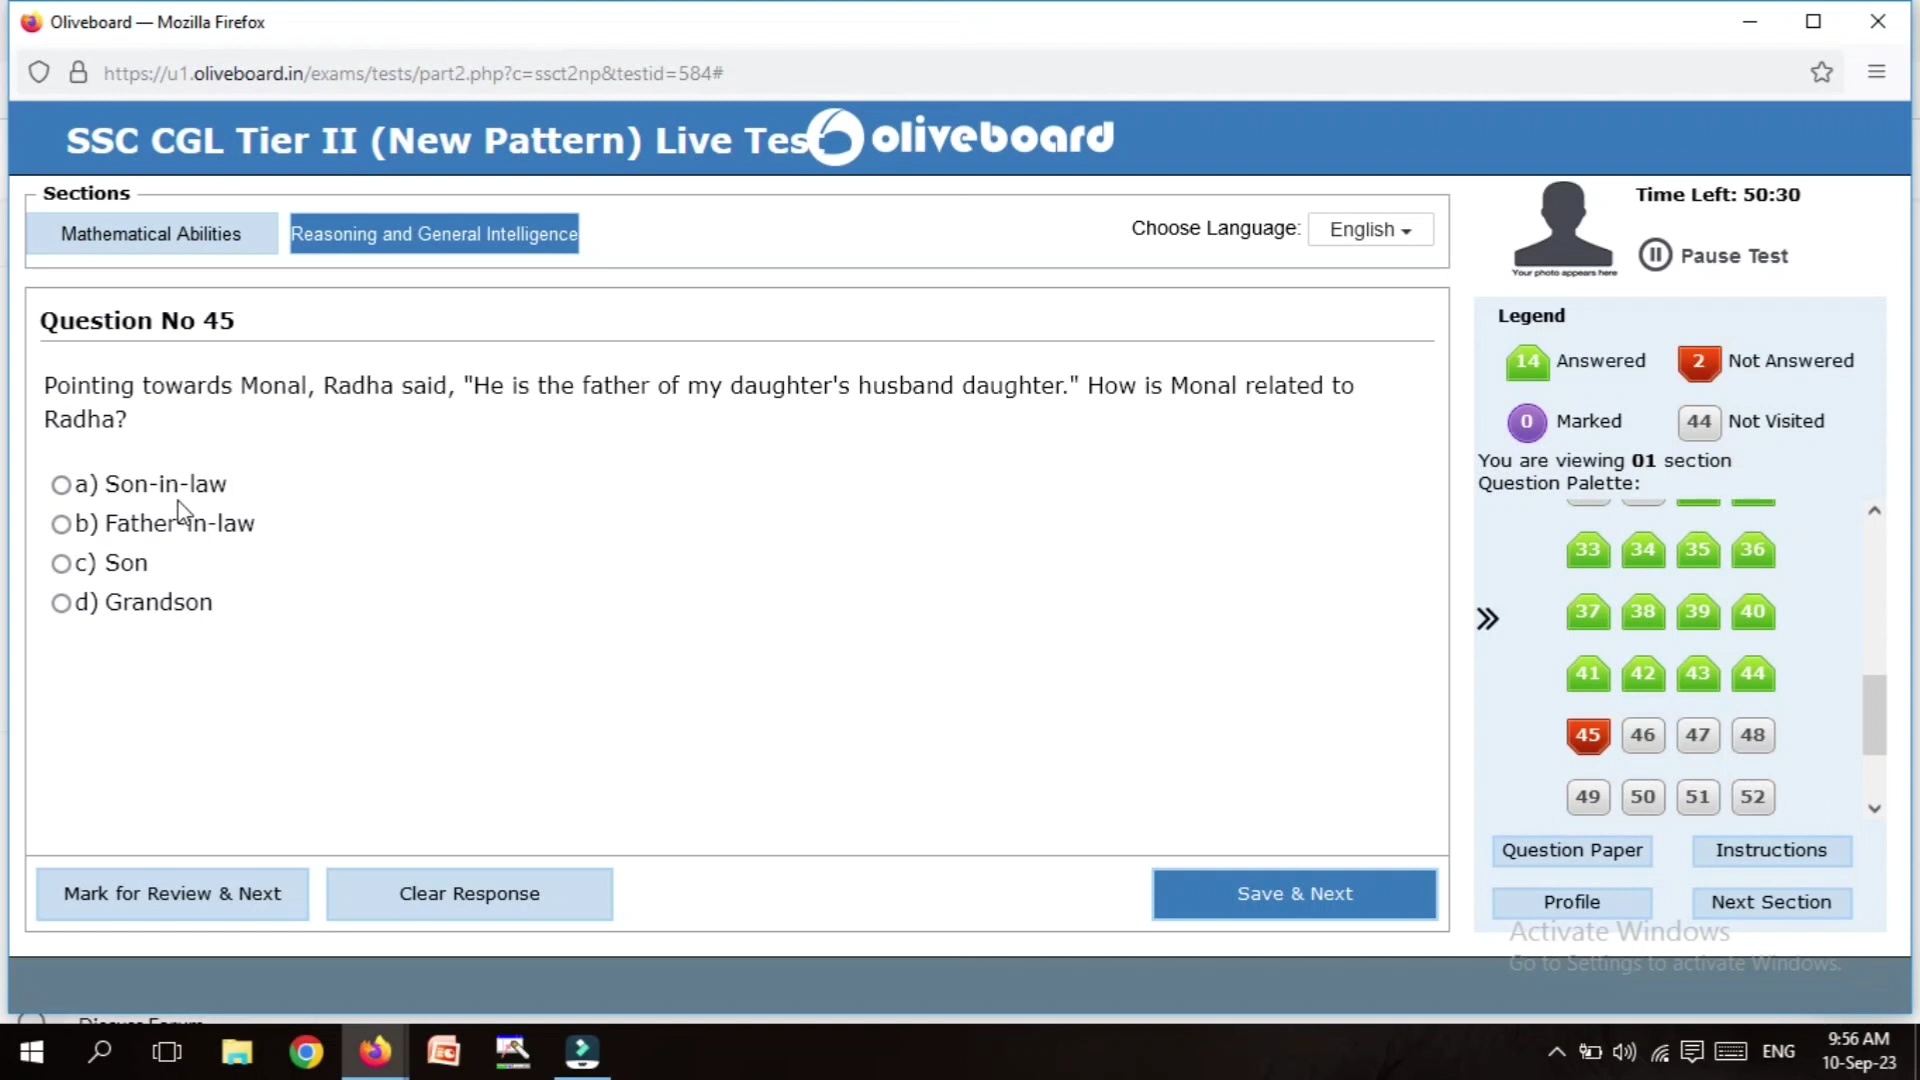 Oliveboard — Mozilla Firefox
https://u1.oliveboard.in/exams/tests/part2.php?c=ssct2np&testid=584#
SSC CGL Tier II (New Pattern) Live Tes
oliveboard
Sections
Mathematical Abilities
Reasoning and General Intelligence
Choose Language:
English
Your photo appears here
Time Left: 50:30
Pause Test
Question No 45
Pointing towards Monal, Radha said, "He is the father of my daughter's husband daughter." How is Monal related to
Radha?
a) Son-in-law
b) Father-in-law
c) Son
d) Grandson
Mark for Review & Next
Clear Response
Save & Next
Legend
14 Answered
2 Not Answered
0 Marked
44 Not Visited
You are viewing 01 section
Question Palette:
33 34 35 36
37 38 39 40
41 42 43 44
45 46 47 48
49 50 51 52
Question Paper
Instructions
Profile
Next Section
Activate Windows
Go to Settings to activate Windows.
ENG
9:56 AM
10-Sep-23